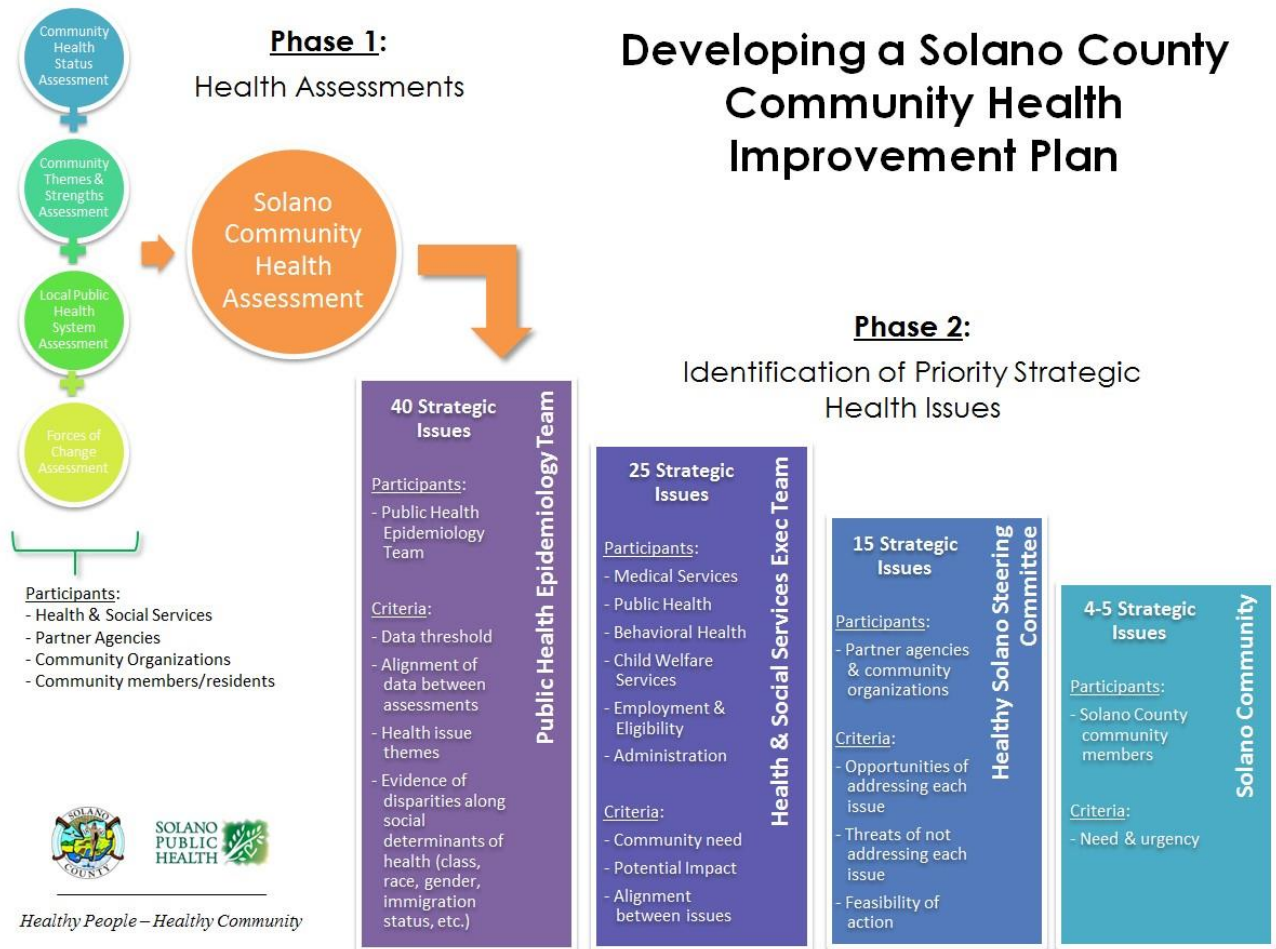 Developing a Solano County
Community Health
Improvement Plan
Phase 1:
Health Assessments
Community
Health
Status
Assessment
Community
Themes &
Strengths
Assessment
Local Public
Health
System
Assessment
Forces of
Change
Assessment
Participants:
- Health & Social Services
- Partner Agencies
- Community Organizations
- Community members/residents
Solano
Community
Health
Assessment
Phase 2:
Identification of Priority Strategic
Health Issues
40 Strategic
Issues
Participants:
- Public Health
Epidemiology
Team
Criteria:
- Data threshold
- Alignment of
data between
assessments
- Health issue
themes
- Evidence of
disparities along
social
determinants of
health (class,
race, gender,
immigration
status, etc.)
Public Health Epidemiology Team
25 Strategic
Issues
Participants:
- Medical Services
- Public Health
- Behavioral Health
- Child Welfare
Services
- Employment &
Eligibility
- Administration
Criteria:
- Community need
- Potential Impact
- Alignment
between issues
Health & Social Services Exec Team
15 Strategic
Issues
Participants:
- Partner agencies
& community
organizations
Criteria:
- Opportunities of
addressing each
issue
- Threats of not
addressing each
issue
- Feasibility of
action
Healthy Solano Steering
Committee
4-5 Strategic
Issues
Participants:
- Solano County
community
members
Criteria:
- Need & urgency
Solano Community
SOLANO
COUNTY
SOLANO
PUBLIC
HEALTH
Healthy People – Healthy Community